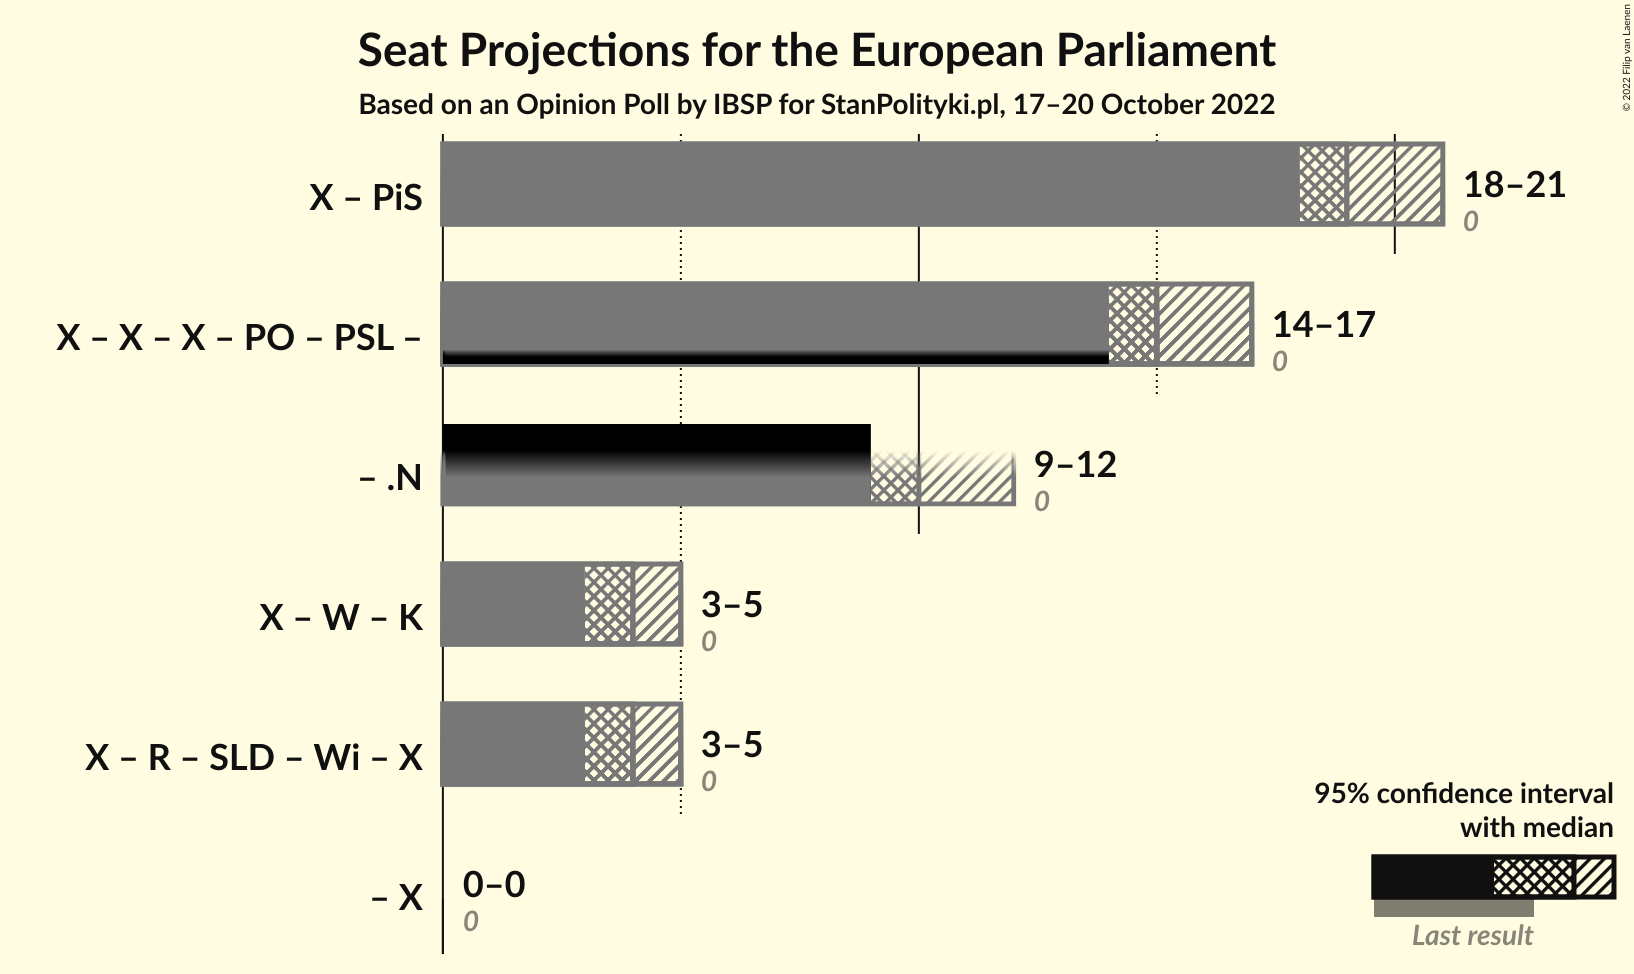 Seat Projections for the European Parliament
Based on an Opinion Poll by IBSP for StanPolityki.pl, 17–20 October 2022
© 2022 Filip van Laenen
X – PiS
18–21
0
X – X – X – PO – PSL –
14–17
0
– .N
9–12
0
X – W – K
3–5
0
X – R – SLD – Wi – X
3–5
0
– X
0–0
0
95% confidence interval
with median
Last result